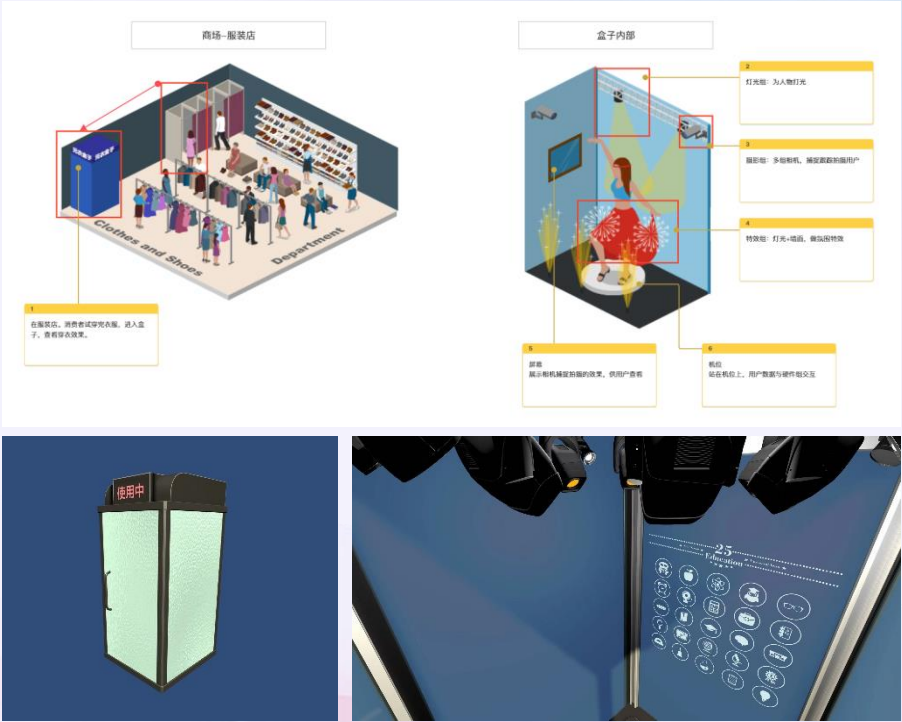 商场-服装店
盒子内部
Clothes and Shoes
Department
1
在服装店，消费者试穿完衣服，进入盒
子，查看穿衣效果。
2
灯光组：为人物打光
3
摄影组：多组相机，捕捉跟踪拍摄用户
4
特效组：灯光+墙面，做氛围特效
5
屏幕
展示相机捕捉拍摄的效果，供用户查看
6
机位
站在机位上，用户数据与硬件组交互
使用中
25
Education